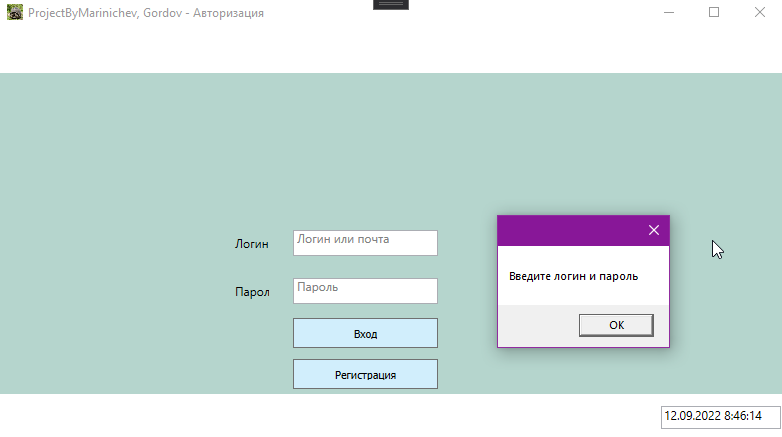 ProjectByMarinichev, Gordov - Авторизация
Логин
Логин или почта
Введите логин и пароль
Парол
Пароль
OK
Вход
Регистрация
12.09.2022 8:46:14